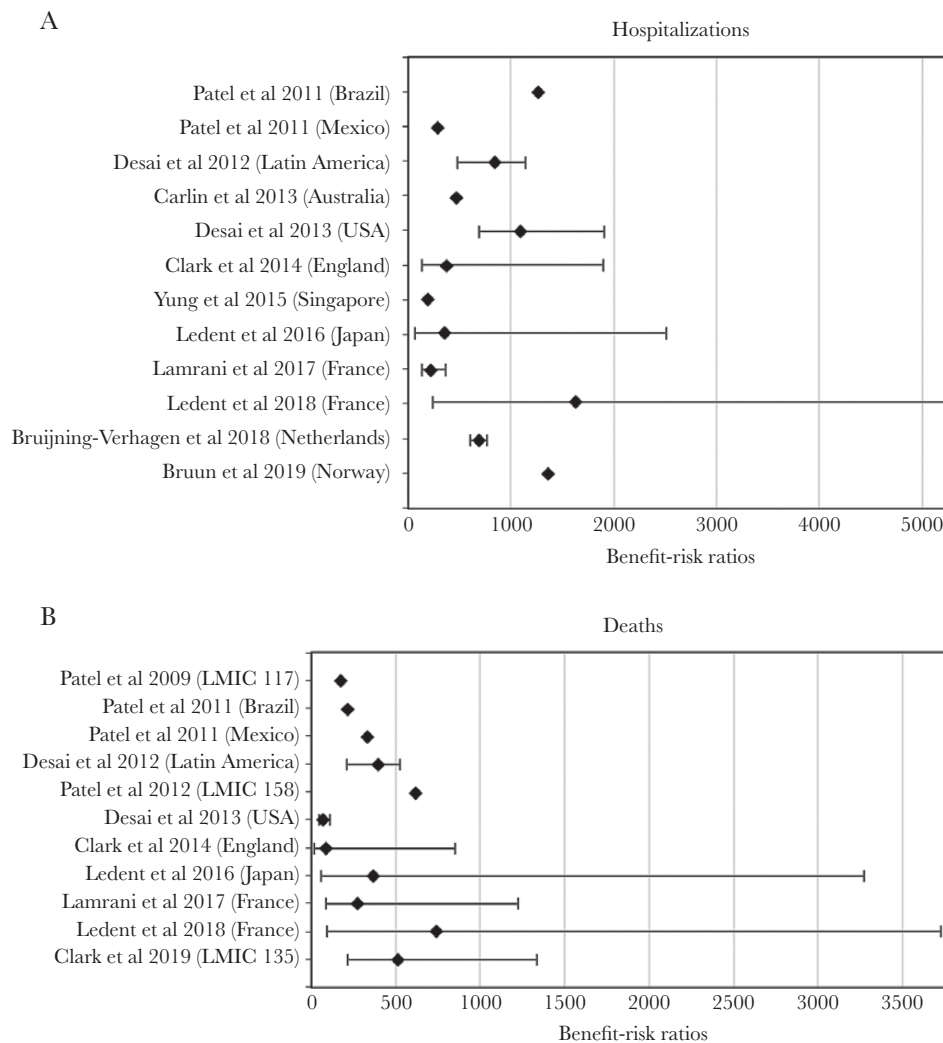 A
Hospitalizations
Patel et al 2011 (Brazil)
Patel et al 2011 (Mexico)
Desai et al 2012 (Latin America)
Carlin et al 2013 (Australia)
Desai et al 2013 (USA)
Clark et al 2014 (England)
Yung et al 2015 (Singapore)
Ledent et al 2016 (Japan)
Lamrani et al 2017 (France)
Ledent et al 2018 (France)
Bruijning-Verhagen et al 2018 (Netherlands)
Bruun et al 2019 (Norway)
0 1000 2000 3000 4000 5000
Benefit-risk ratios
B
Deaths
Patel et al 2009 (LMIC 117)
Patel et al 2011 (Brazil)
Patel et al 2011 (Mexico)
Desai et al 2012 (Latin America)
Patel et al 2012 (LMIC 158)
Desai et al 2013 (USA)
Clark et al 2014 (England)
Ledent et al 2016 (Japan)
Lamrani et al 2017 (France)
Ledent et al 2018 (France)
Clark et al 2019 (LMIC 135)
0 500 1000 1500 2000 2500 3000 3500
Benefit-risk ratios